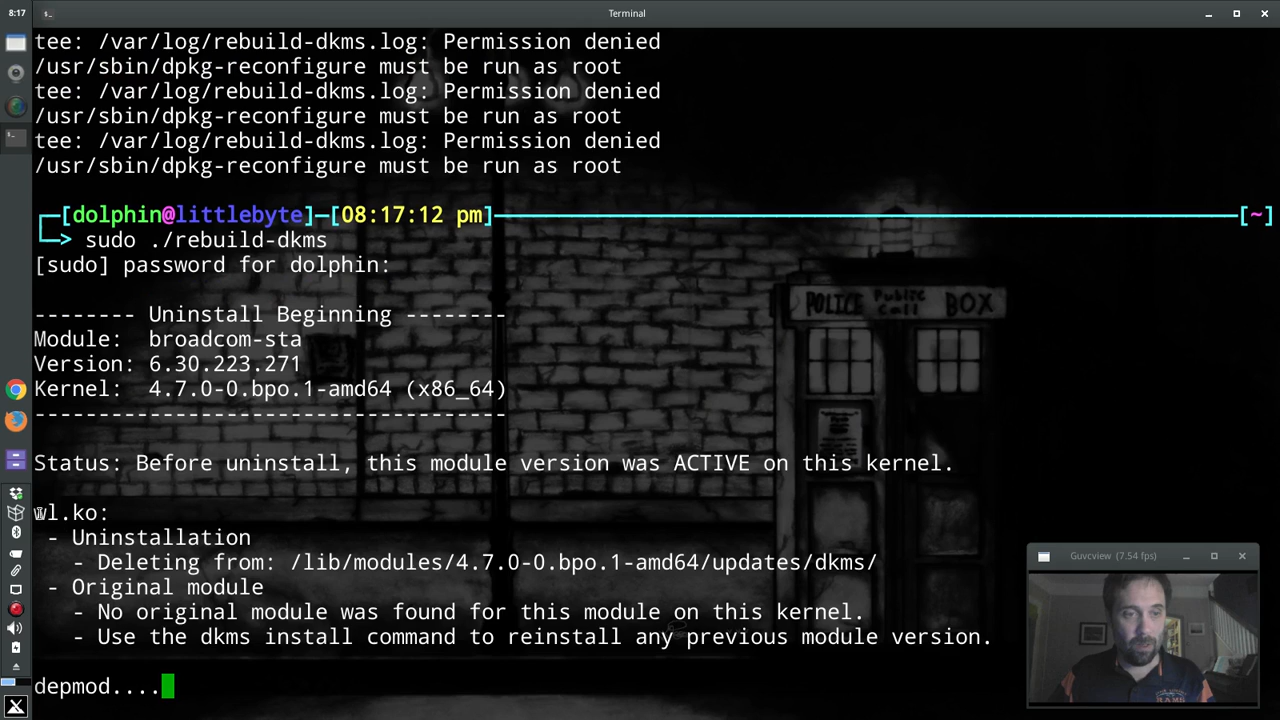 8:17
Terminal
tee: /var/log/rebuild-dkms.log: Permission denied
/usr/sbin/dpkg-reconfigure must be run as root
tee: /var/log/rebuild-dkms.log: Permission denied
/usr/sbin/dpkg-reconfigure must be run as root
tee: /var/log/rebuild-dkms.log: Permission denied
/usr/sbin/dpkg-reconfigure must be run as root
[dolphin@littlebyte]─[08:17:12 pm] [~]
> sudo ./rebuild-dkms
[sudo] password for dolphin:
-------- Uninstall Beginning --------
Module: broadcom-sta
Version: 6.30.223.271
Kernel: 4.7.0-0.bpo.1-amd64 (x86_64)
-------------------------------------
POLICE Public Call BOX
Status: Before uninstall, this module version was ACTIVE on this kernel.
wl.ko:
- Uninstallation
- Deleting from: /lib/modules/4.7.0-0.bpo.1-amd64/updates/dkms/
- Original module
- No original module was found for this module on this kernel.
- Use the dkms install command to reinstall any previous module version.
depmod....
Guvcview (7.54 fps)